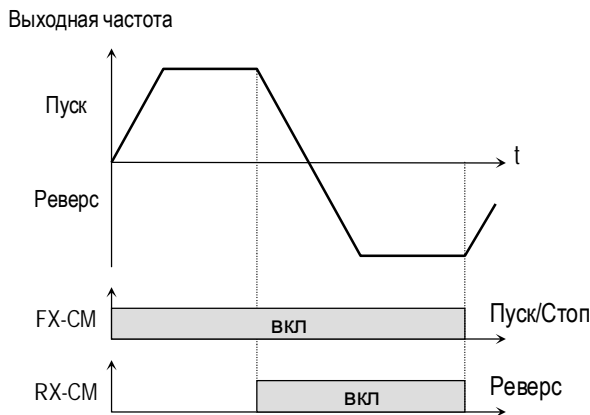 Выходная частота
Пуск
t
Реверс
FX-CM
вкл
Пуск/Стоп
RX-CM
вкл
Реверс